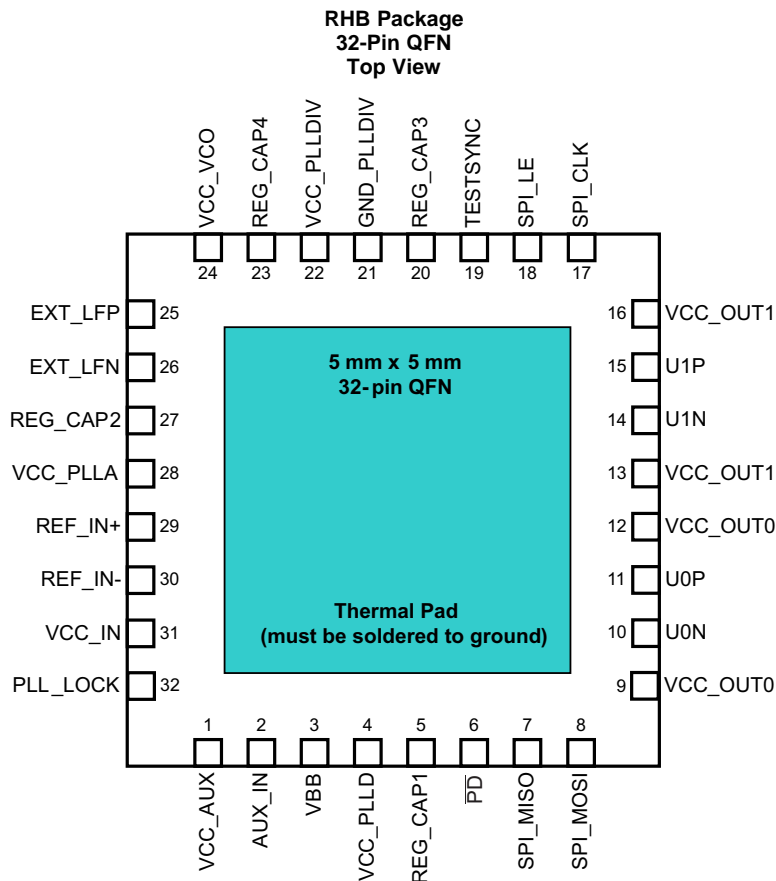 RHB Package
32-Pin QFN
Top View
VCC_VCO
REG_CAP4
VCC_PLLDIV
GND_PLLDIV
REG_CAP3
TESTSYNC
SPI_LE
SPI_CLK
24 23 22 21 20 19 18 17
EXT_LFP 25
EXT_LFN 26
REG_CAP2 27
VCC_PLLA 28
REF_IN+ 29
REF_IN- 30
VCC_IN 31
PLL_LOCK 32
16 VCC_OUT1
15 U1P
14 U1N
13 VCC_OUT1
12 VCC_OUT0
11 U0P
10 U0N
9 VCC_OUT0
5 mm x 5 mm
32-pin QFN
Thermal Pad
(must be soldered to ground)
1 2 3 4 5 6 7 8
VCC_AUX
AUX_IN
VBB
VCC_PLLD
REG_CAP1
P̅D̅
SPI_MISO
SPI_MOSI